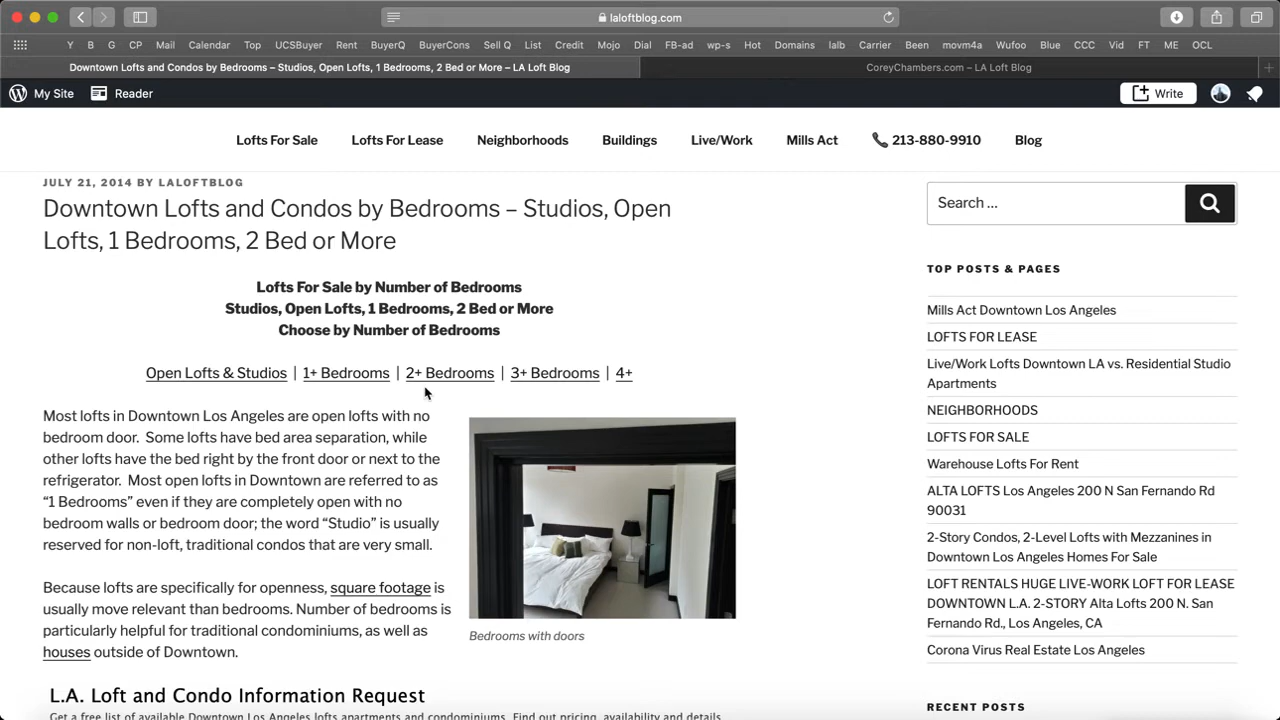 laloftblog.com
Y B G CP Mail Calendar Top UCSBuyer Rent BuyerQ BuyerCons Sell Q List Credit Mojo Dial FB-ad wp-s Hot Domains lalb Carrier Been movm4a Wufoo Blue CCC Vid FT ME OCL
Downtown Lofts and Condos by Bedrooms – Studios, Open Lofts, 1 Bedrooms, 2 Bed or More – LA Loft Blog
CoreyChambers.com – LA Loft Blog
My Site Reader Write
Lofts For Sale Lofts For Lease Neighborhoods Buildings Live/Work Mills Act 213-880-9910 Blog
JULY 21, 2014 BY LALOFTBLOG
Downtown Lofts and Condos by Bedrooms – Studios, Open
Lofts, 1 Bedrooms, 2 Bed or More
Lofts For Sale by Number of Bedrooms
Studios, Open Lofts, 1 Bedrooms, 2 Bed or More
Choose by Number of Bedrooms
Open Lofts & Studios | 1+ Bedrooms | 2+ Bedrooms | 3+ Bedrooms | 4+
Most lofts in Downtown Los Angeles are open lofts with no
bedroom door. Some lofts have bed area separation, while
other lofts have the bed right by the front door or next to the
refrigerator. Most open lofts in Downtown are referred to as
“1 Bedrooms” even if they are completely open with no
bedroom walls or bedroom door; the word “Studio” is usually
reserved for non-loft, traditional condos that are very small.
Bedrooms with doors
Because lofts are specifically for openness, square footage is
usually move relevant than bedrooms. Number of bedrooms is
particularly helpful for traditional condominiums, as well as
houses outside of Downtown.
L.A. Loft and Condo Information Request
Get a free list of available Downtown Los Angeles lofts apartments and condominiums. Find out pricing, availability and details
Search …
TOP POSTS & PAGES
Mills Act Downtown Los Angeles
LOFTS FOR LEASE
Live/Work Lofts Downtown LA vs. Residential Studio
Apartments
NEIGHBORHOODS
LOFTS FOR SALE
Warehouse Lofts For Rent
ALTA LOFTS Los Angeles 200 N San Fernando Rd
90031
2-Story Condos, 2-Level Lofts with Mezzanines in
Downtown Los Angeles Homes For Sale
LOFT RENTALS HUGE LIVE-WORK LOFT FOR LEASE
DOWNTOWN L.A. 2-STORY Alta Lofts 200 N. San
Fernando Rd., Los Angeles, CA
Corona Virus Real Estate Los Angeles
RECENT POSTS